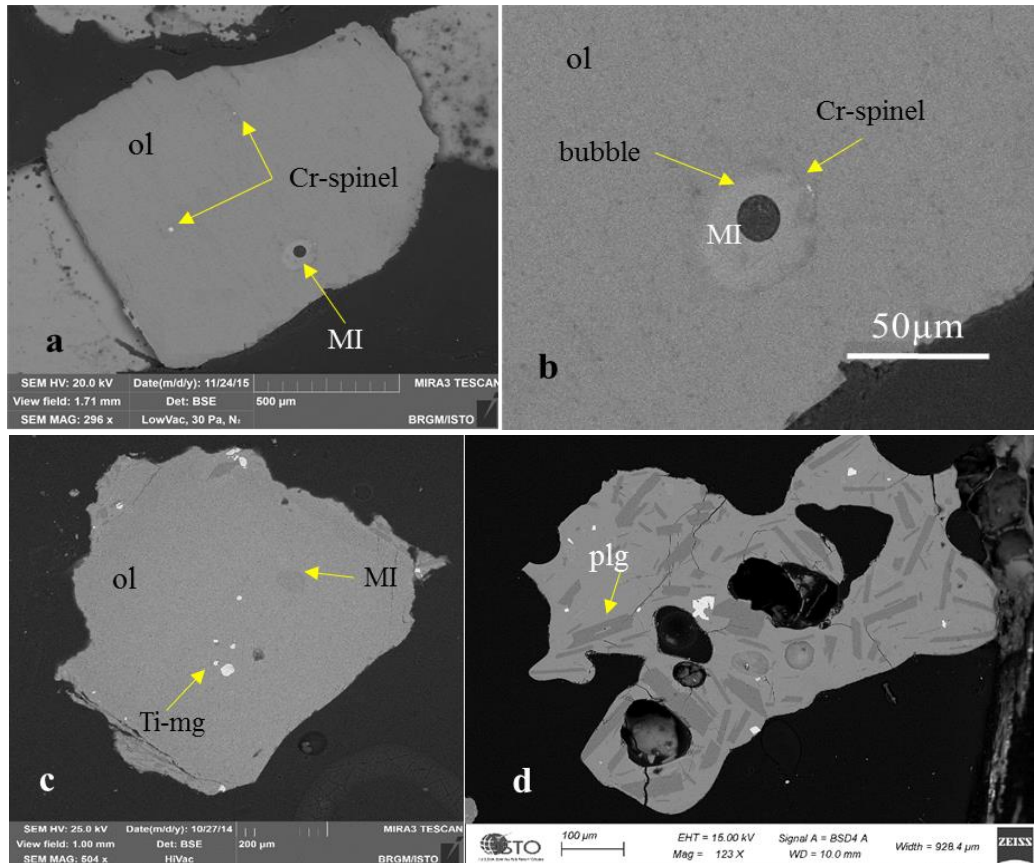 ol
Cr-spinel
MI
a
SEM HV: 20.0 kV Date(m/d/y): 11/24/15 MIRA3 TESCAN
View field: 1.71 mm Det: BSE 500 µm
SEM MAG: 296 x LowVac, 30 Pa, N₂ BRGM/ISTO
ol
Cr-spinel
bubble
MI
50µm
b
ol
MI
Ti-mg
c
SEM HV: 25.0 kV Date(m/d/y): 10/27/14 MIRA3 TESCAN
View field: 1.00 mm Det: BSE 200 µm
SEM MAG: 504 x HiVac BRGM/ISTO
plg
d
ISTO
100 µm EHT = 15.00 kV Signal A = BSD4 A Width = 928.4 µm ZEISS
Mag = 123 X WD = 10.0 mm